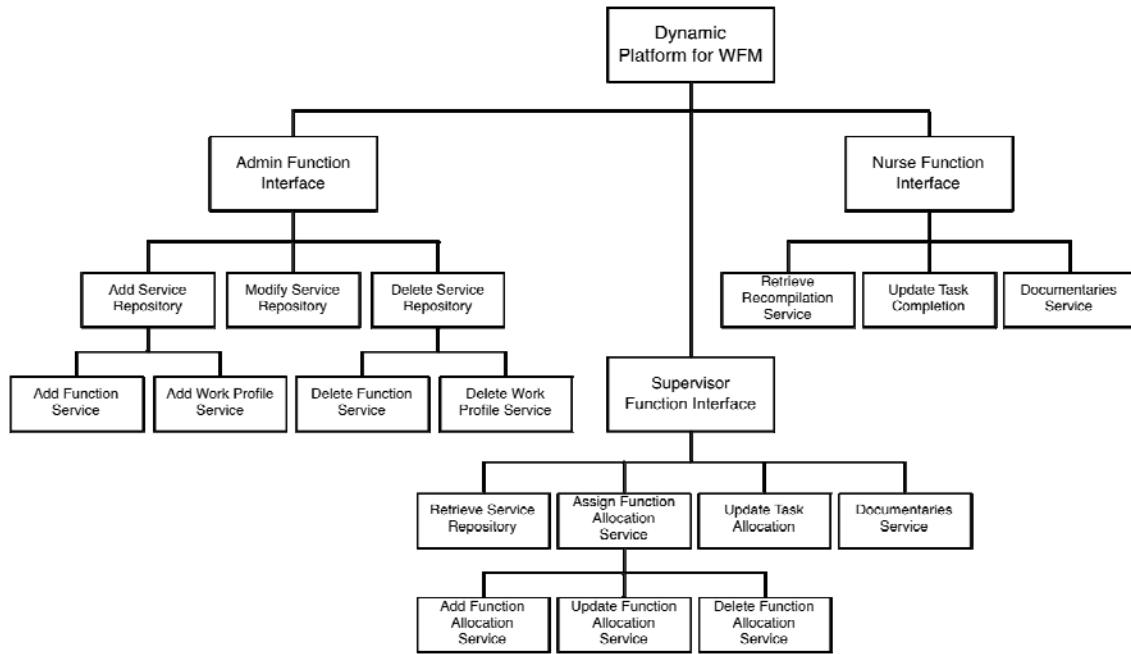 Dynamic
Platform for WFM
Admin Function
Interface
Nurse Function
Interface
Add Service
Repository
Modify Service
Repository
Delete Service
Repository
Retrieve
Recompilation
Service
Update Task
Completion
Documentaries
Service
Add Function
Service
Add Work Profile
Service
Delete Function
Service
Delete Work
Profile Service
Supervisor
Function Interface
Retrieve Service
Repository
Assign Function
Allocation
Service
Update Task
Allocation
Documentaries
Service
Add Function
Allocation
Service
Update Function
Allocation
Service
Delete Function
Allocation
Service